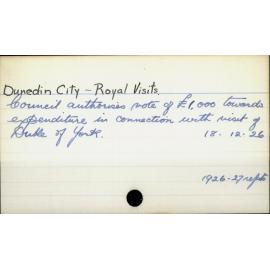 Dunedin City - Royal Visits.
Council authorises vote of £1,000 towards
expenditure in connection with visit of
Duke of York. 18-12-26
1926-27 repts